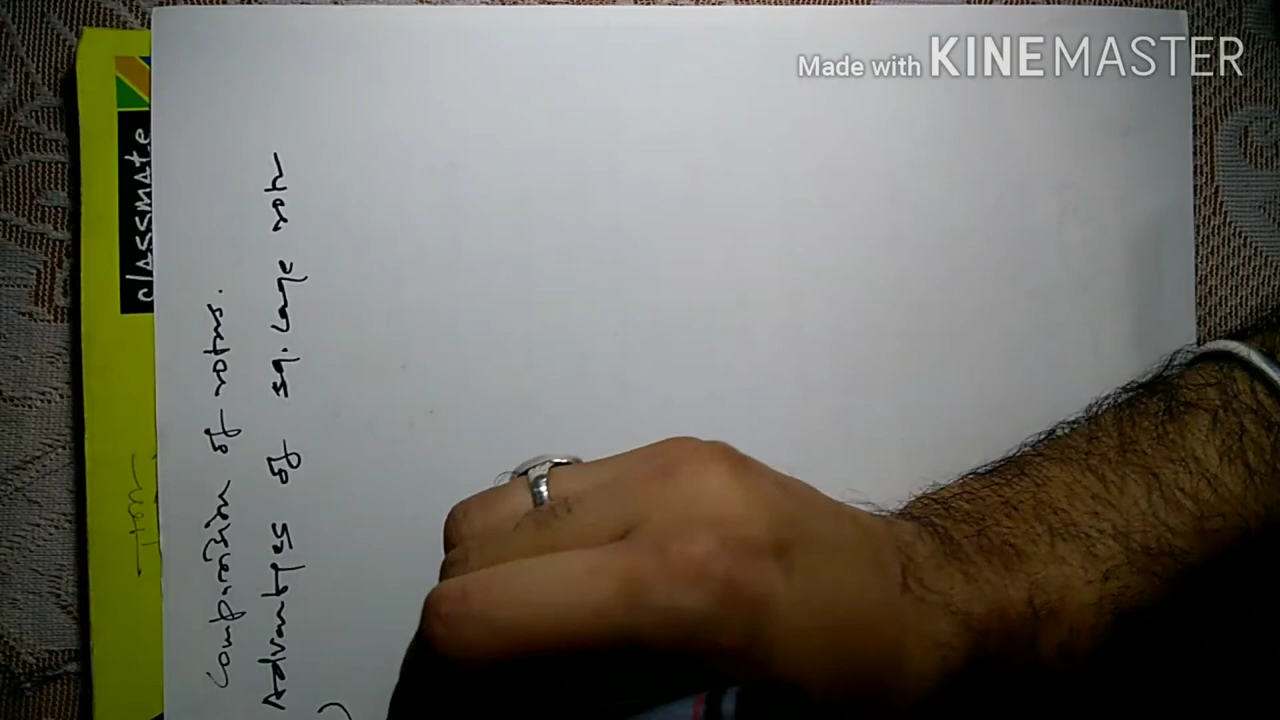 Made with KINEMASTER
classmate
Comparision of rotors.
Advantages of sq. cage rotor